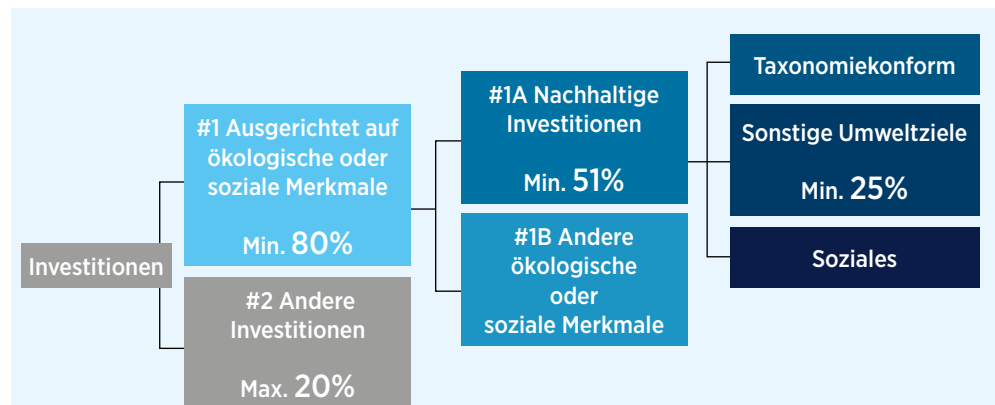 Investitionen
#1 Ausgerichtet auf
ökologische oder
soziale Merkmale
Min. 80%
#2 Andere
Investitionen
Max. 20%
#1A Nachhaltige
Investitionen
Min. 51%
#1B Andere
ökologische
oder
soziale Merkmale
Taxonomiekonform
Sonstige Umweltziele
Min. 25%
Soziales